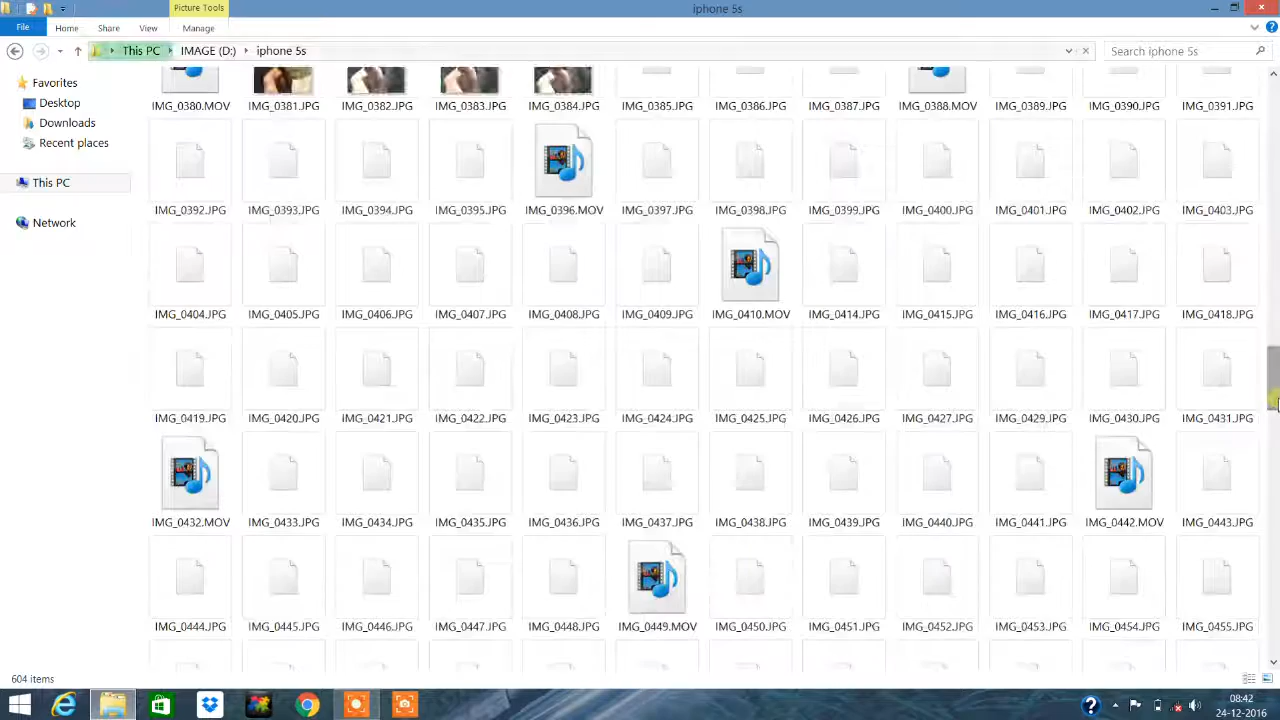 Picture Tools
iphone 5s
File Home Share View Manage
This PC IMAGE (D:) iphone 5s
Search iphone 5s
Favorites
Desktop
Downloads
Recent places
This PC
Network
IMG_0380.MOV IMG_0381.JPG IMG_0382.JPG IMG_0383.JPG IMG_0384.JPG IMG_0385.JPG IMG_0386.JPG IMG_0387.JPG IMG_0388.MOV IMG_0389.JPG IMG_0390.JPG IMG_0391.JPG
IMG_0392.JPG IMG_0393.JPG IMG_0394.JPG IMG_0395.JPG IMG_0396.MOV IMG_0397.JPG IMG_0398.JPG IMG_0399.JPG IMG_0400.JPG IMG_0401.JPG IMG_0402.JPG IMG_0403.JPG
IMG_0404.JPG IMG_0405.JPG IMG_0406.JPG IMG_0407.JPG IMG_0408.JPG IMG_0409.JPG IMG_0410.MOV IMG_0414.JPG IMG_0415.JPG IMG_0416.JPG IMG_0417.JPG IMG_0418.JPG
IMG_0419.JPG IMG_0420.JPG IMG_0421.JPG IMG_0422.JPG IMG_0423.JPG IMG_0424.JPG IMG_0425.JPG IMG_0426.JPG IMG_0427.JPG IMG_0429.JPG IMG_0430.JPG IMG_0431.JPG
IMG_0432.MOV IMG_0433.JPG IMG_0434.JPG IMG_0435.JPG IMG_0436.JPG IMG_0437.JPG IMG_0438.JPG IMG_0439.JPG IMG_0440.JPG IMG_0441.JPG IMG_0442.MOV IMG_0443.JPG
IMG_0444.JPG IMG_0445.JPG IMG_0446.JPG IMG_0447.JPG IMG_0448.JPG IMG_0449.MOV IMG_0450.JPG IMG_0451.JPG IMG_0452.JPG IMG_0453.JPG IMG_0454.JPG IMG_0455.JPG
604 items
08:42
24-12-2016